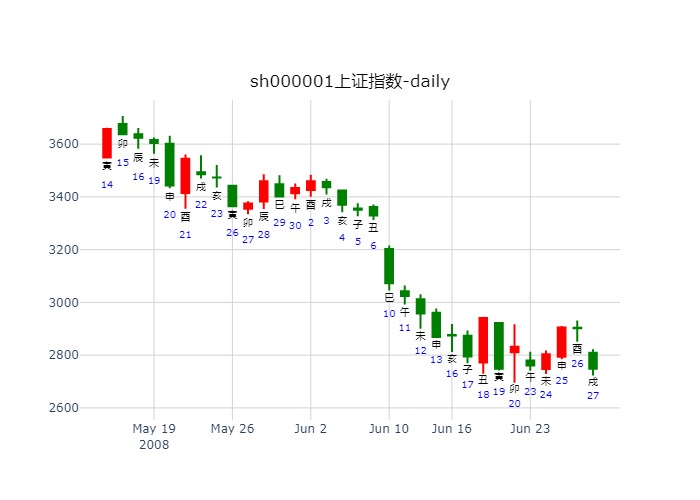 sh000001上证指数-daily
3600
3400
3200
3000
2800
2600
寅
14
卯
15
辰
16
未
19
申
20
酉
21
戌
22
亥
23
寅
26
卯
27
辰
28
巳
29
午
30
酉
2
戌
3
亥
4
子
5
丑
6
巳
10
午
11
未
12
申
13
亥
16
子
17
丑
18
寅
19
卯
20
午
23
未
24
申
25
酉
26
戌
27
May 19
2008
May 26
Jun 2
Jun 10
Jun 16
Jun 23